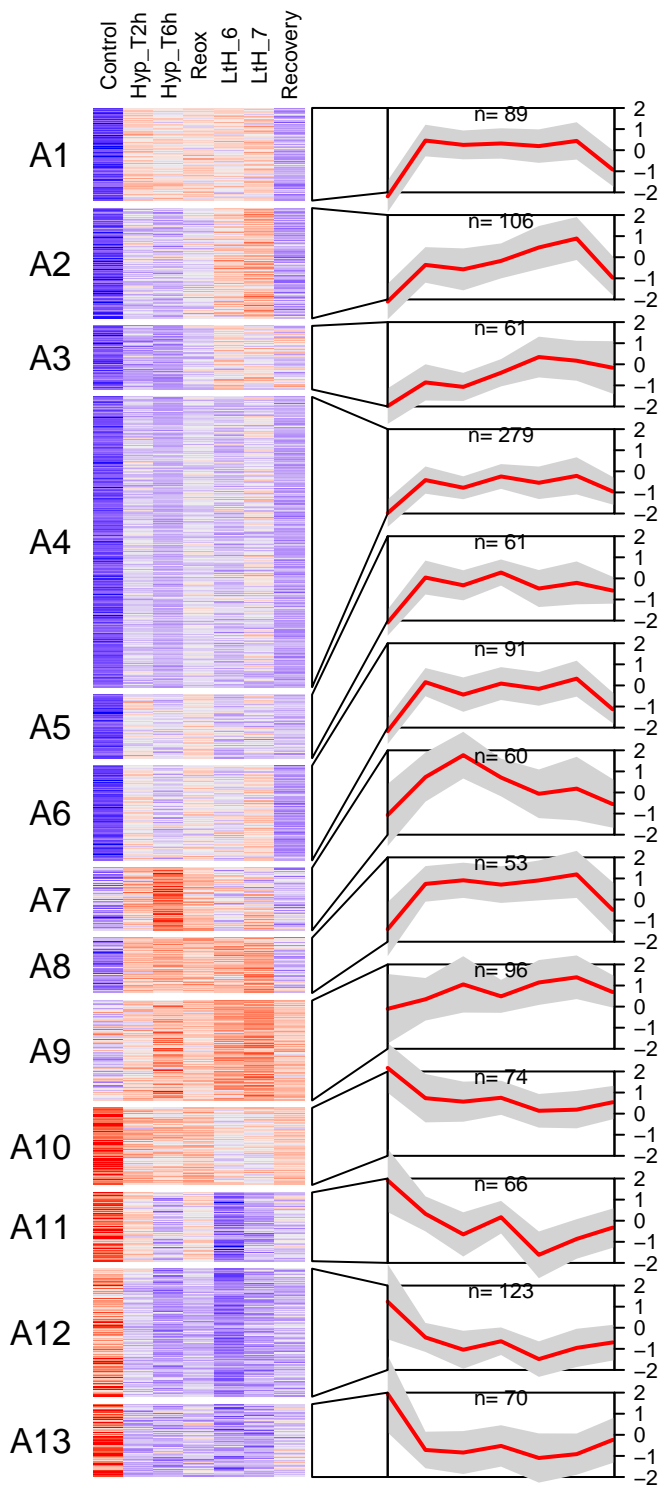 Control Hyp_T2h Hyp_T6h Reox LtH_6 LtH_7 Recovery
A1
n= 89
2
1
0
−1
−2
A2
n= 106
2
1
0
−1
−2
A3
n= 61
2
1
0
−1
−2
A4
n= 279
2
1
0
−1
−2
A5
n= 61
2
1
0
−1
−2
A6
n= 91
2
1
0
−1
−2
A7
n= 60
2
1
0
−1
−2
A8
n= 53
2
1
0
−1
−2
A9
n= 96
2
1
0
−1
−2
A10
n= 74
2
1
0
−1
−2
A11
n= 66
2
1
0
−1
−2
A12
n= 123
2
1
0
−1
−2
A13
n= 70
2
1
0
−1
−2